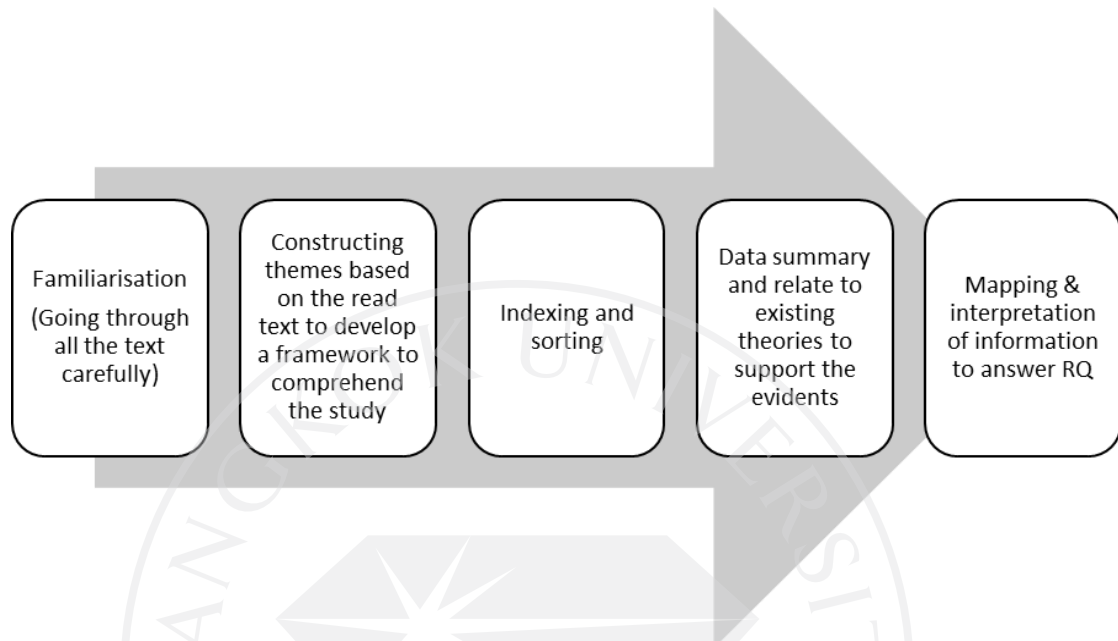 Familiarisation
(Going through
all the text
carefully)
Constructing
themes based
on the read
text to develop
a framework to
comprehend
the study
Indexing and
sorting
Data summary
and relate to
existing
theories to
support the
evidents
Mapping &
interpretation
of information
to answer RQ
ANGKOK UNIVERSIT